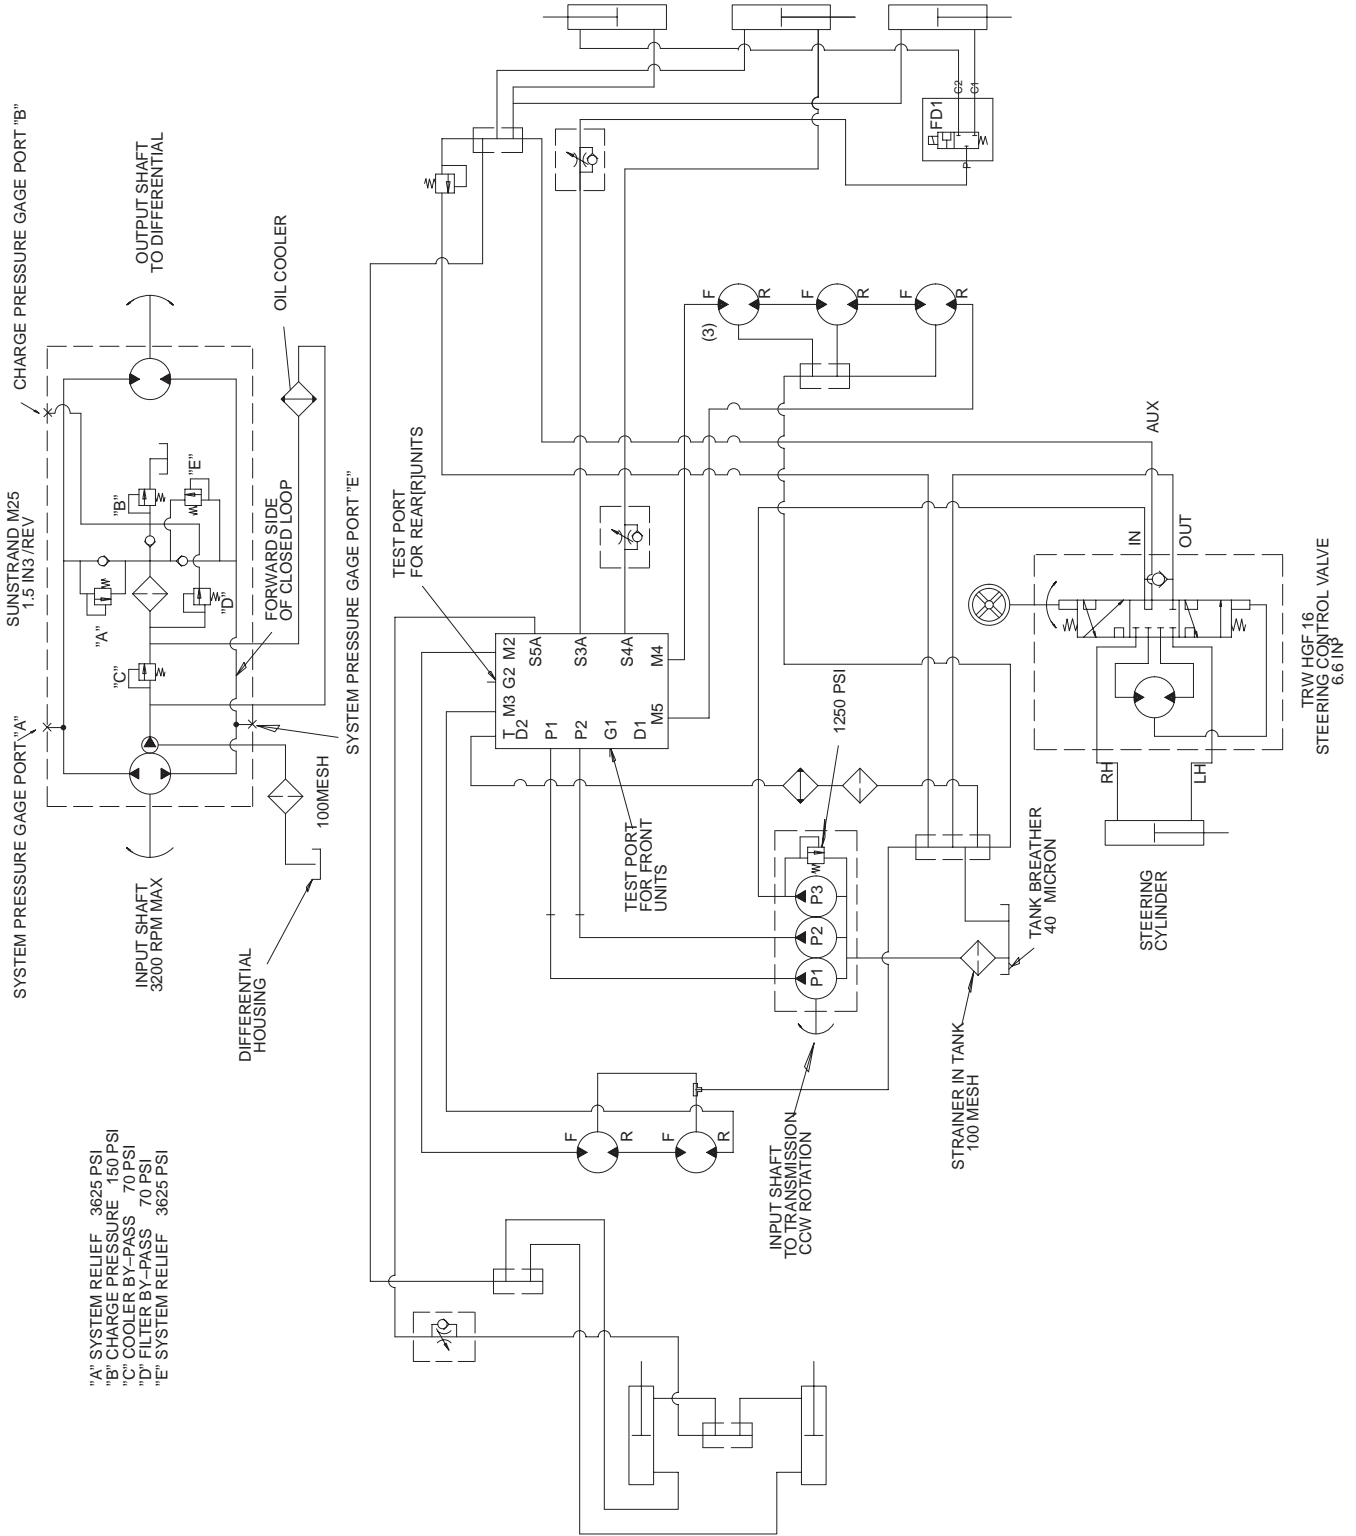 "A" SYSTEM RELIEF 3625 PSI
"B" CHARGE PRESSURE 150 PSI
"C" COOLER BY–PASS 70 PSI
"D" FILTER BY–PASS 70 PSI
"E" SYSTEM RELIEF 3625 PSI
SYSTEM PRESSURE GAGE PORT "A"
SUNSTRAND M25
1.5 IN3 /REV
CHARGE PRESSURE GAGE PORT "B"
INPUT SHAFT
3200 RPM MAX
OUTPUT SHAFT
TO DIFFERENTIAL
"C"
"A"
"B"
"D"
"E"
OIL COOLER
FORWARD SIDE
OF CLOSED LOOP
DIFFERENTIAL
HOUSING
100MESH
SYSTEM PRESSURE GAGE PORT "E"
TEST PORT
FOR REAR[R]UNITS
T M3 G2 M2
D2
S5A
P1
P2
S3A
G1
S4A
D1
M5
M4
TEST PORT
FOR FRONT
UNITS
1250 PSI
P1
P2
P3
INPUT SHAFT
TO TRANSMISSION
CCW ROTATION
F
R
F
R
(3)
F
R
F
R
F
R
FD1
C2
C1
P
STRAINER IN TANK
100 MESH
TANK BREATHER
40 MICRON
STEERING
CYLINDER
RH
LH
IN
OUT
AUX
TRW HGF 16
STEERING CONTROL VALVE
6.6 IN3